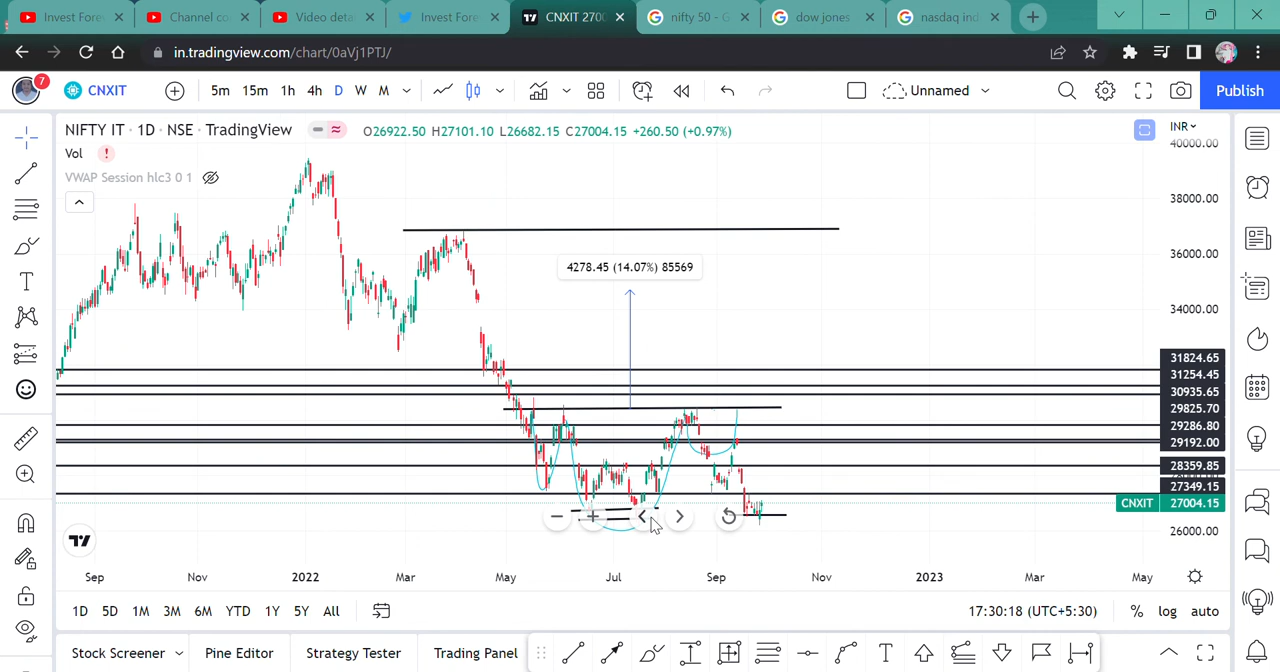 Invest Fore
Channel co
Video deta
Invest Fore
CNXIT 2700
nifty 50 - G
dow jones
nasdaq ind
in.tradingview.com/chart/0aVj1PTJ/
7
CNXIT
5m 15m 1h 4h D W M
Unnamed
Publish
NIFTY IT · 1D · NSE · TradingView
O26922.50 H27101.10 L26682.15 C27004.15 +260.50 (+0.97%)
INR
Vol
VWAP Session hlc3 0 1
40000.00
38000.00
36000.00
4278.45 (14.07%) 85569
34000.00
31824.65
31254.45
30935.65
29825.70
29286.80
29192.00
28359.85
27349.15
CNXIT 27004.15
26000.00
Sep Nov 2022 Mar May Jul Sep Nov 2023 Mar May
1D 5D 1M 3M 6M YTD 1Y 5Y All
17:30:18 (UTC+5:30)
% log auto
Stock Screener Pine Editor Strategy Tester Trading Panel